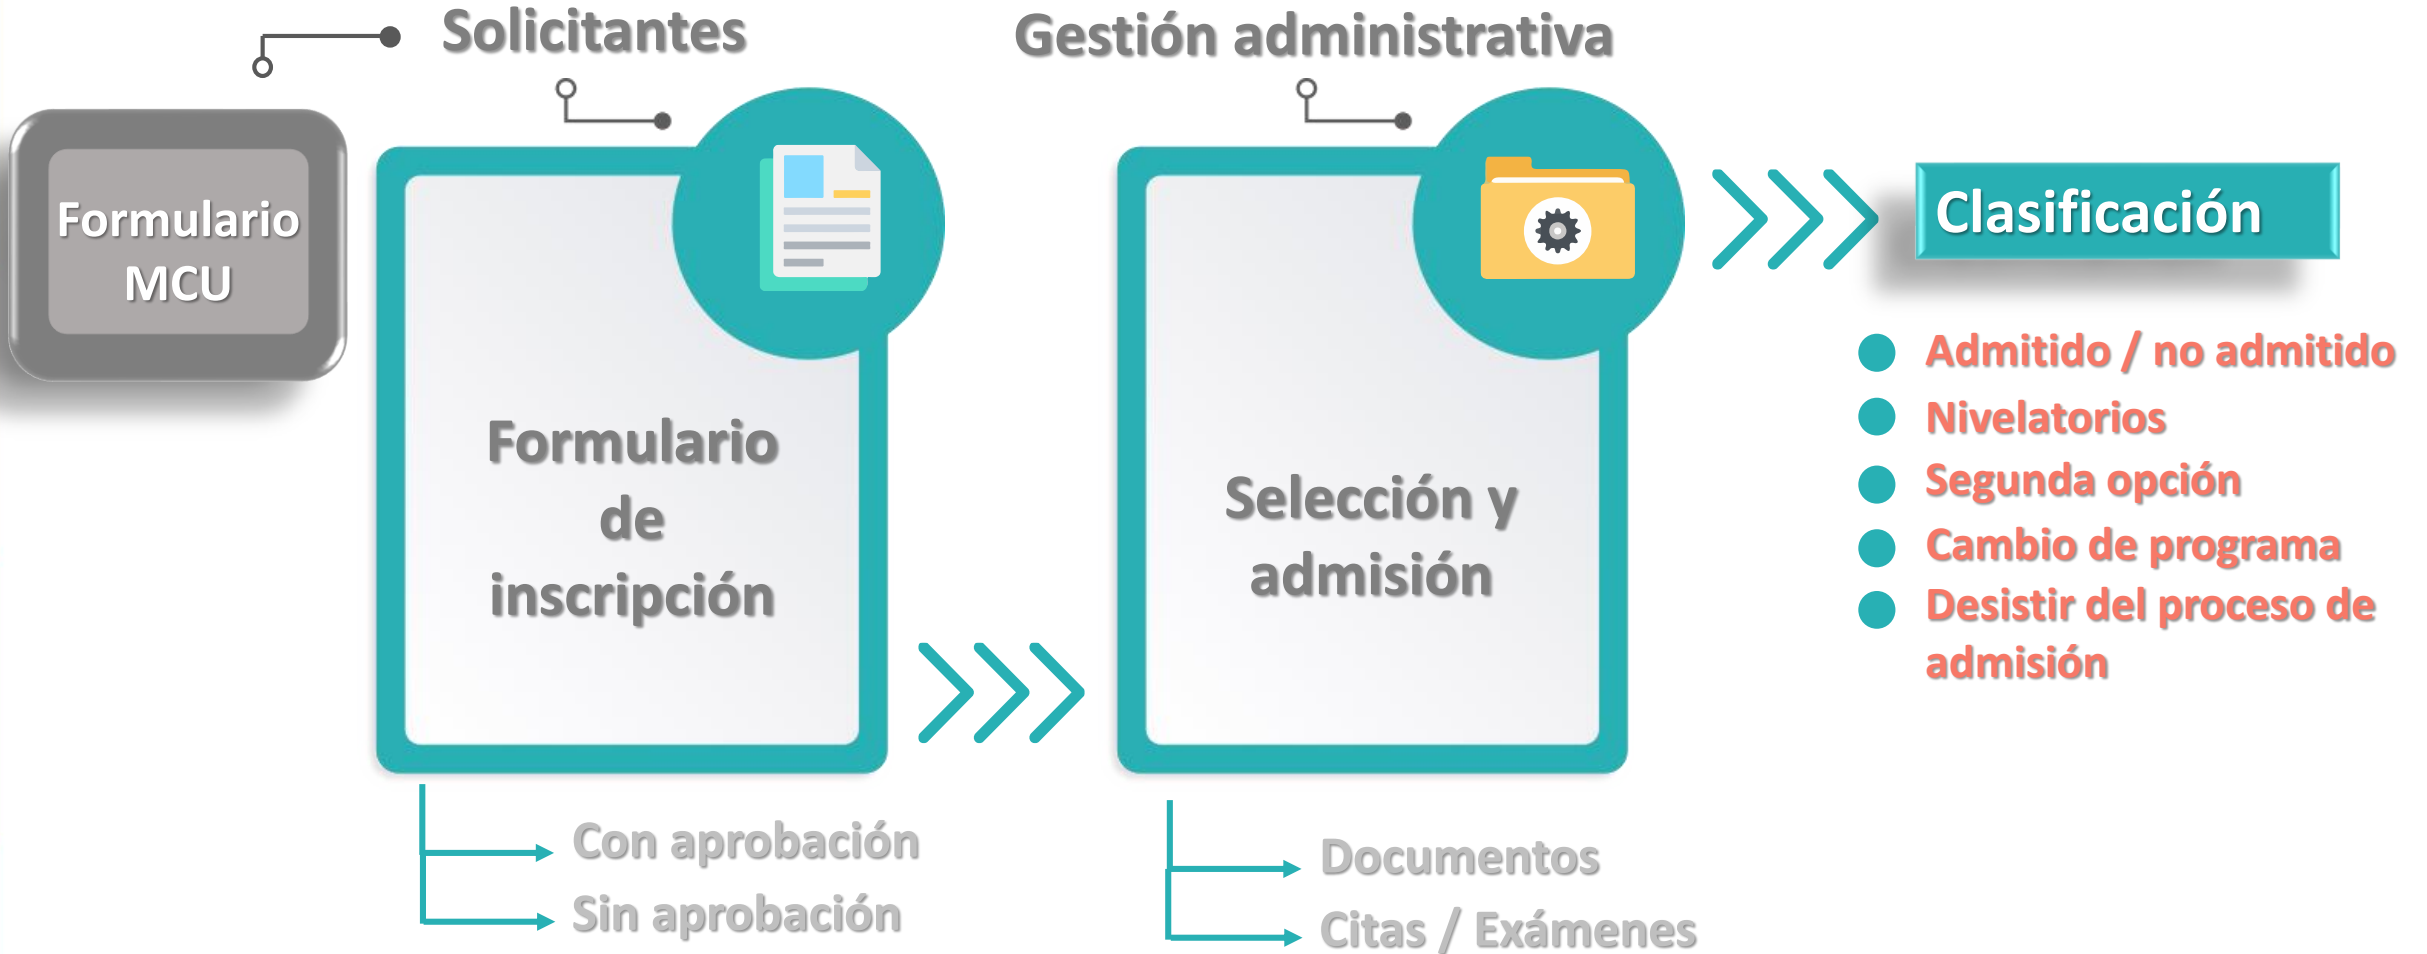 Solicitantes
Gestión administrativa
Formulario
MCU
Formulario
de
inscripción
Con aprobación
Sin aprobación
Selección y
admisión
Documentos
Citas / Exámenes
Clasificación
Admitido / no admitido
Nivelatorios
Segunda opción
Cambio de programa
Desistir del proceso de
admisión